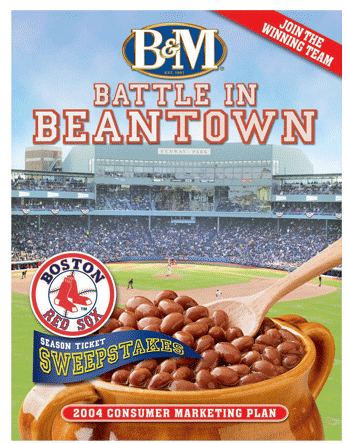 JOIN THE
WINNING TEAM
B&M
EST. 1867
BATTLE IN
BEANTOWN
FENWAY PARK
BOSTON
RED SOX
TM
SEASON TICKET
SWEEPSTAKES
2004 CONSUMER MARKETING PLAN